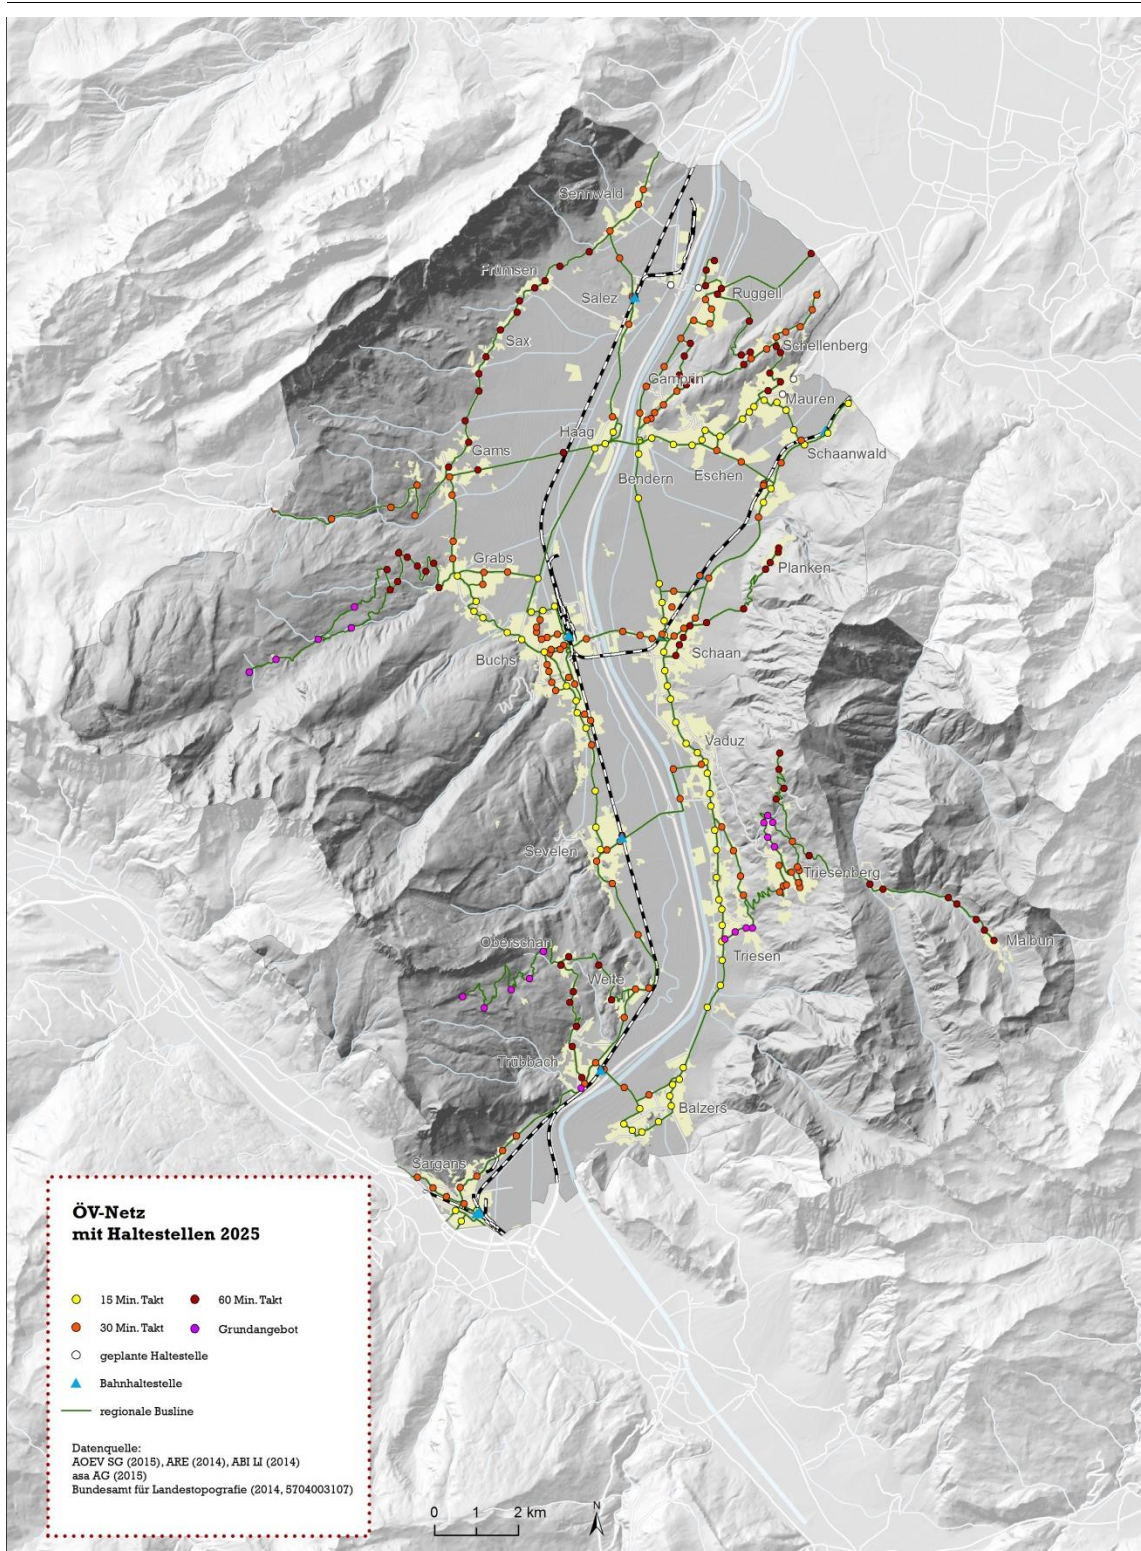 Sennwald
Frümsen
Salez
Ruggell
Sax
Schellenberg
Gamprin
Mauren
Haag
Gams
Schaanwald
Bendern
Eschen
Grabs
Planken
Buchs
Schaan
Vaduz
Sevelen
Triesenberg
Oberschan
Malbun
Triesen
Weite
Trübbach
Balzers
Sargans
ÖV-Netz
mit Haltestellen 2025
15 Min. Takt
60 Min. Takt
30 Min. Takt
Grundangebot
geplante Haltestelle
Bahnhaltestelle
regionale Busline
Datenquelle:
AOEV SG (2015), ARE (2014), ABI LI (2014)
asa AG (2015)
Bundesamt für Landestopografie (2014, 5704003107)
0 1 2 km
N